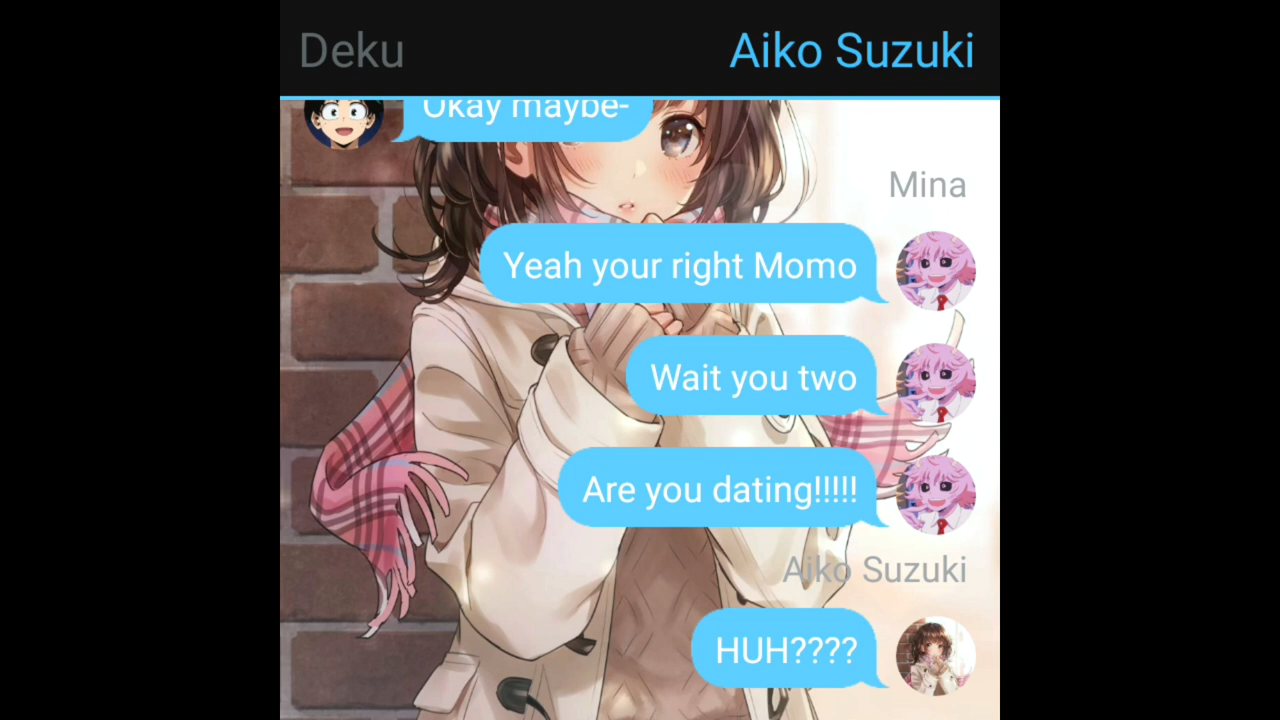 Deku
Aiko Suzuki
Okay maybe-
Mina
Yeah your right Momo
Wait you two
Are you dating!!!!!
Aiko Suzuki
HUH????